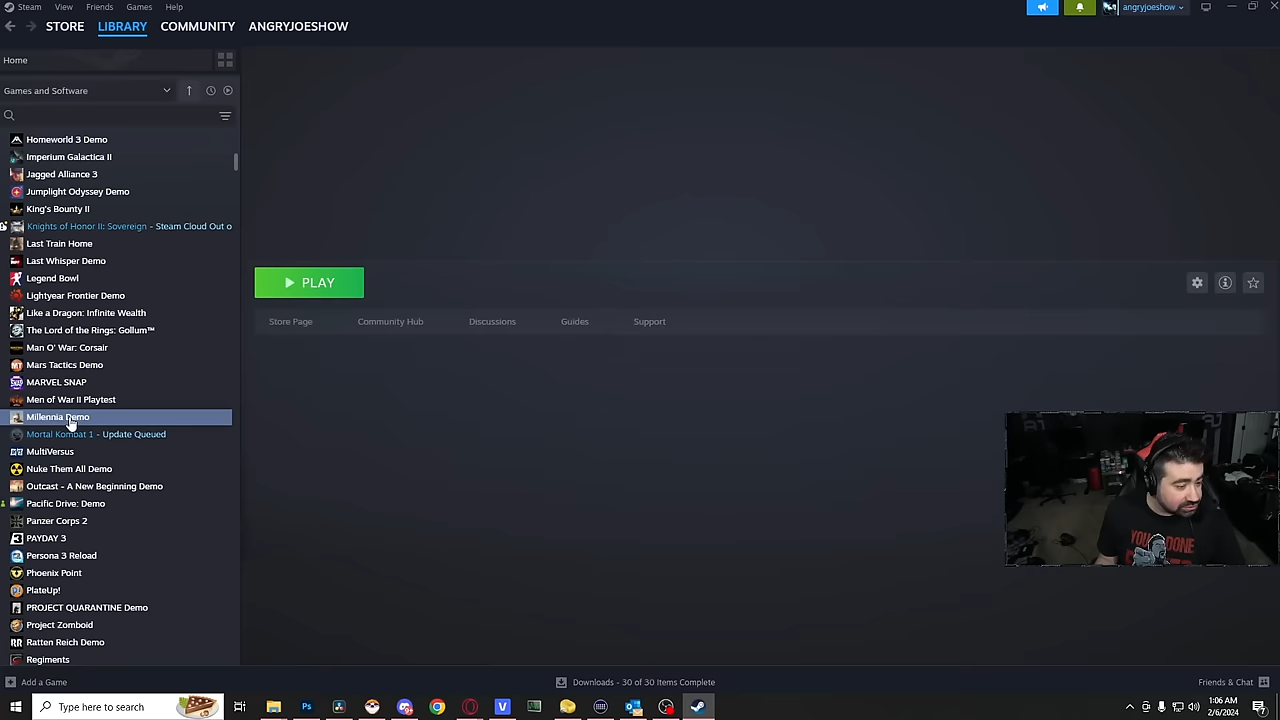 Steam View Friends Games Help
angryjoeshow
STORE LIBRARY COMMUNITY ANGRYJOESHOW
Home
Games and Software
Homeworld 3 Demo
Imperium Galactica II
Jagged Alliance 3
Jumplight Odyssey Demo
King's Bounty II
Knights of Honor II: Sovereign - Steam Cloud Out o
Last Train Home
Last Whisper Demo
Legend Bowl
Lightyear Frontier Demo
Like a Dragon: Infinite Wealth
The Lord of the Rings: Gollum™
Man O' War: Corsair
Mars Tactics Demo
MARVEL SNAP
Men of War II Playtest
Millennia Demo
Mortal Kombat 1 - Update Queued
MultiVersus
Nuke Them All Demo
Outcast - A New Beginning Demo
Pacific Drive: Demo
Panzer Corps 2
PAYDAY 3
Persona 3 Reload
Phoenix Point
PlateUp!
PROJECT QUARANTINE Demo
Project Zomboid
Ratten Reich Demo
Regiments
PLAY
Store Page Community Hub Discussions Guides Support
Add a Game
Downloads - 30 of 30 Items Complete
Friends & Chat
Type here to search
1:06 AM
2/6/2024